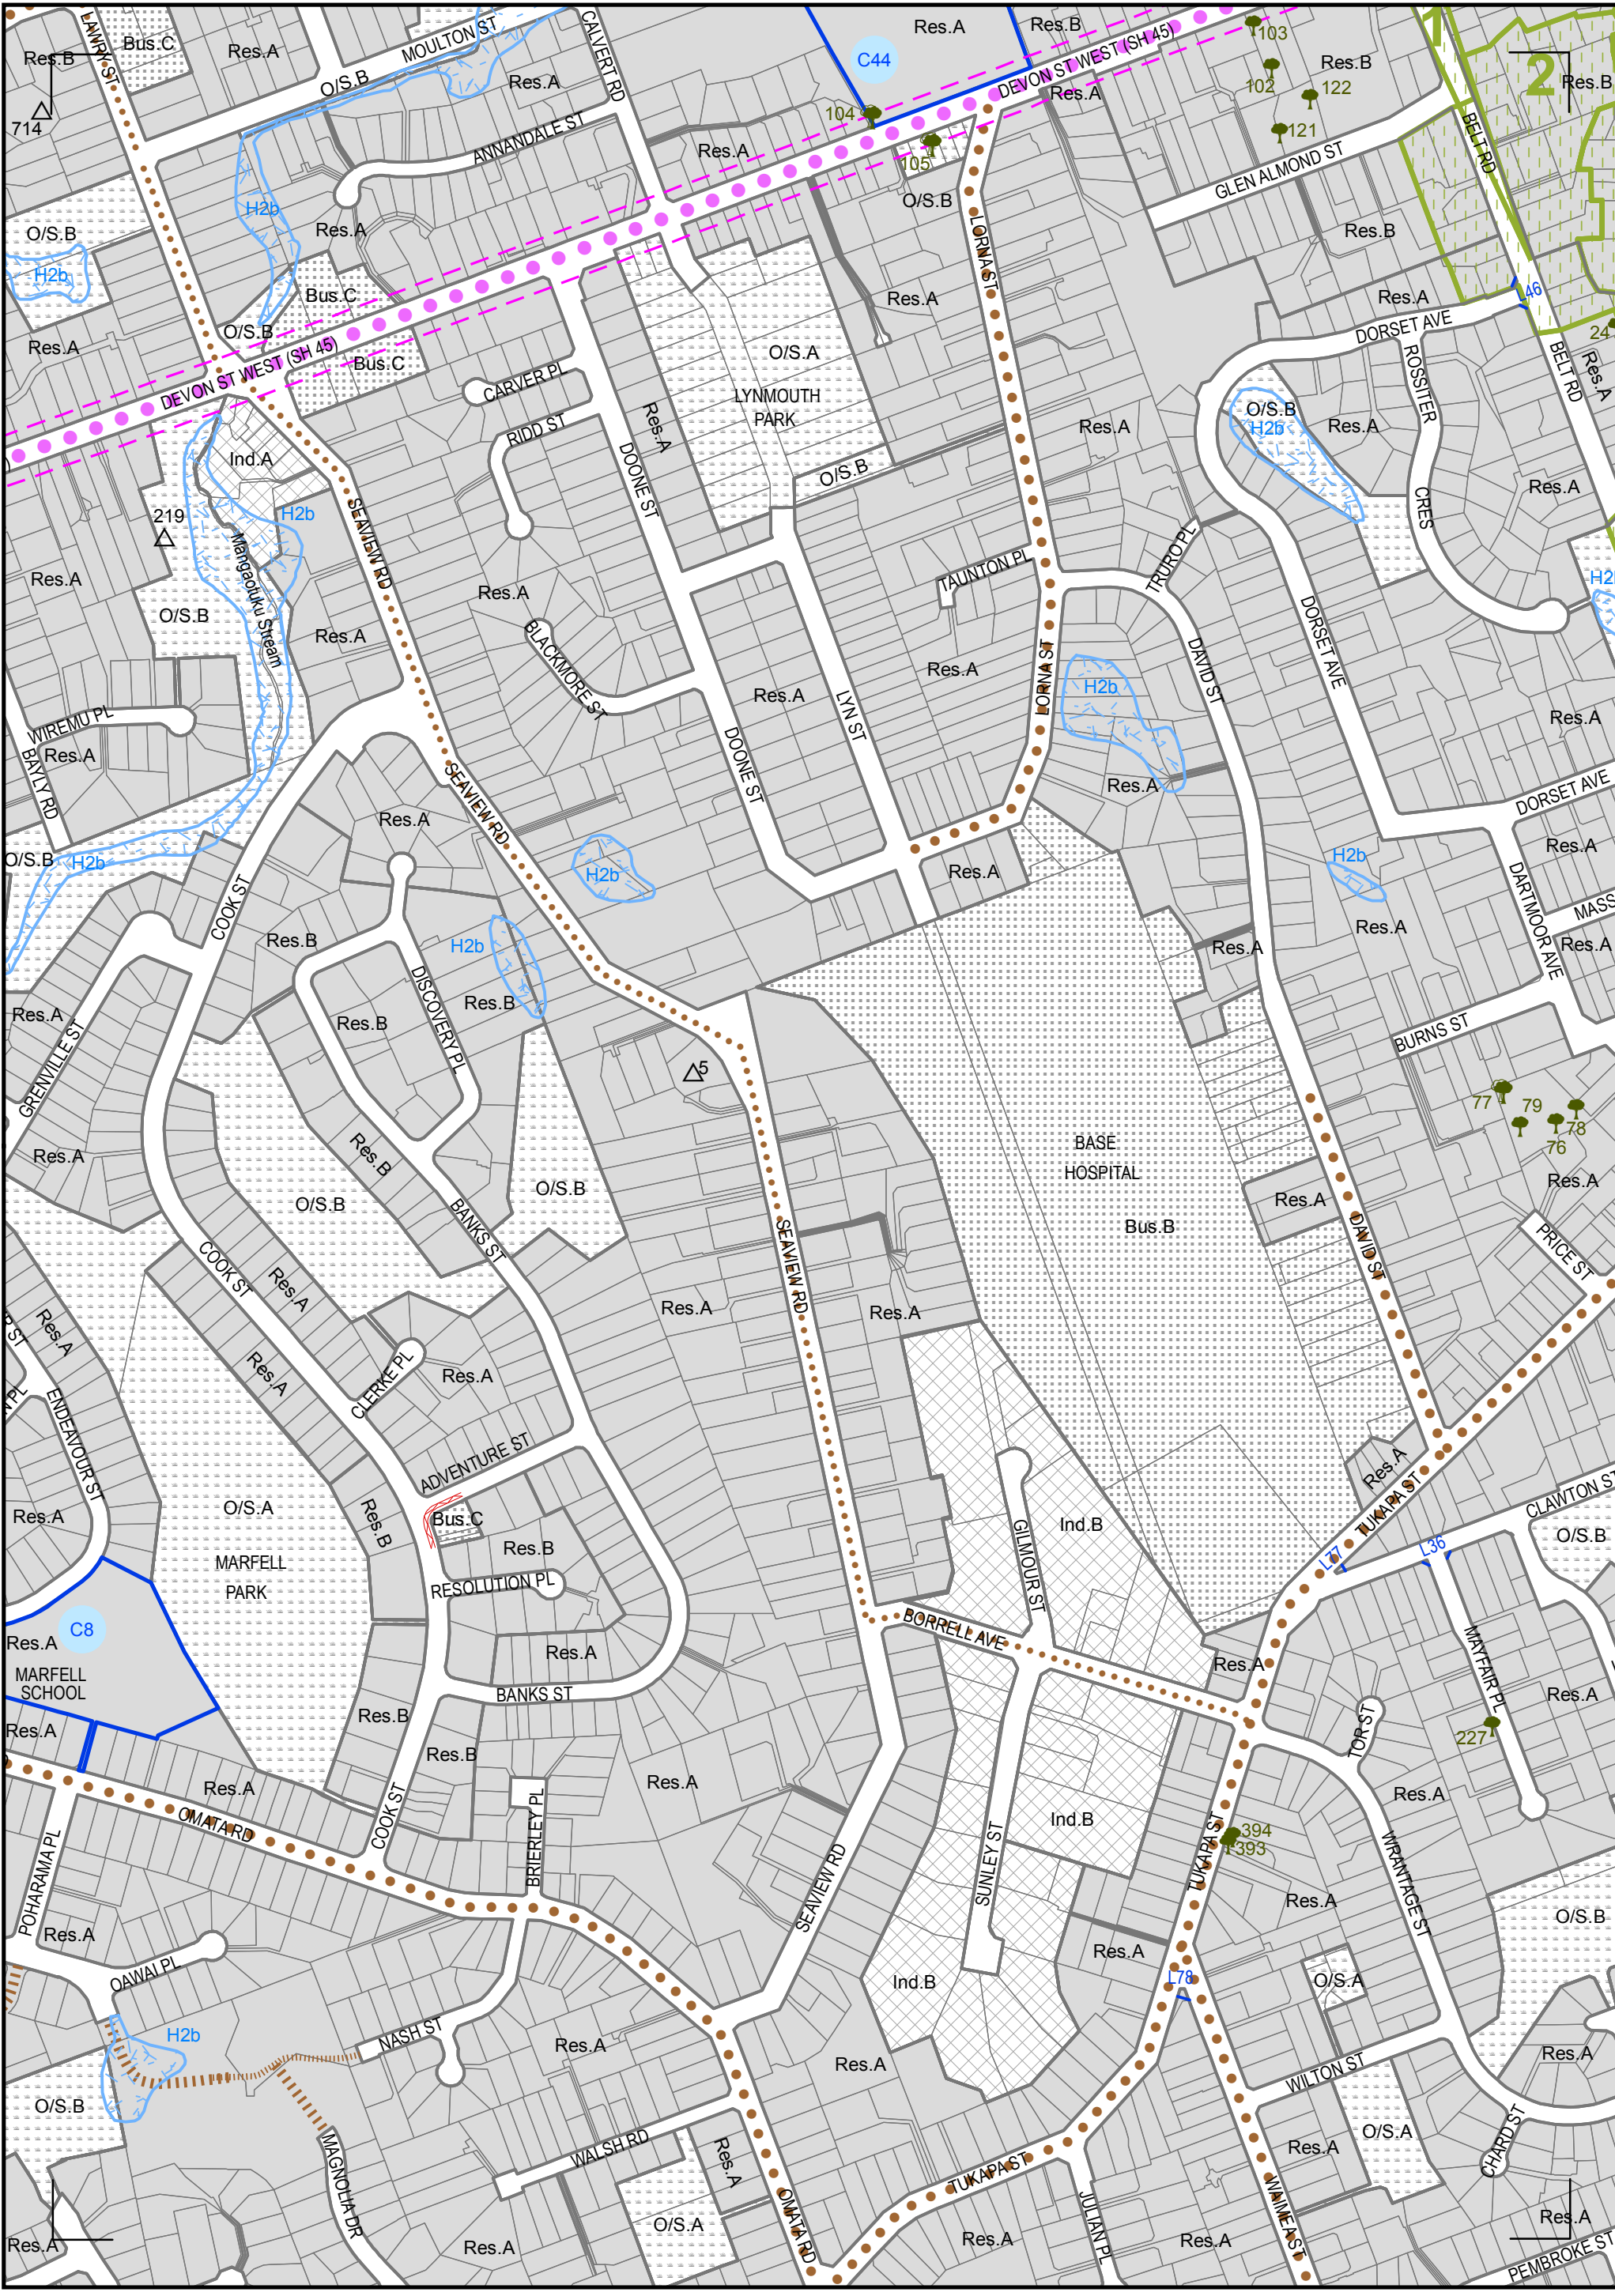 LAWRY ST
Bus.C
Res.A
MOULTON ST
CALVERT RD
Res.A
Res.B
103
1
2
Res.B
Res.B
714
O/S.B
Res.A
C44
DEVON ST WEST (SH 45)
102
Res.B
122
Res.A
104
121
BELT RD
ANNANDALE ST
Res.A
105
GLEN ALMOND ST
H2b
O/S.B
O/S.B
Res.A
Res.B
LORNA ST
H2b
Bus.C
Res.A
Res.A
L46
O/S.B
DORSET AVE
24
Res.A
Bus.C
O/S.A
BELT RD
Res.A
DEVON ST WEST (SH 45)
CARVER PL
LYNMOUTH
PARK
ROSSITER
Res.A
RIDD ST
O/S.B
H2b
Res.A
Res.A
Ind.A
DOONE ST
O/S.B
CRES
Res.A
219
H2b
SEAVIEW RD
Mangaotuku Stream
Res.A
TAUNTON PL
TRURO PL
Res.A
O/S.B
Res.A
BLACKMORE ST
DORSET AVE
DAVID ST
Res.A
LORNA ST
H2b
Res.A
LYN ST
WIREMU PL
Res.A
Res.A
BAYLY RD
DOONE ST
SEAVIEW RD
Res.A
DORSET AVE
Res.A
Res.A
O/S.B
H2b
H2b
H2b
Res.A
DARTMOOR AVE
COOK ST
Res.B
H2b
Res.A
Res.A
Res.A
DISCOVERY PL
Res.B
Res.A
Res.B
BURNS ST
GRENVILLE ST
5
77
79
78
76
Res.A
BASE
HOSPITAL
Res.B
Res.A
O/S.B
O/S.B
Res.A
Bus.B
BANKS ST
SEAVIEW RD
DAVID ST
PRICE ST
COOK ST
Res.A
Res.A
Res.A
Res.A
Res.A
CLERKE PL
Res.A
ENDEAVOUR ST
ADVENTURE ST
Res.A
TUKAPA ST
CLAWTON ST
O/S.A
Res.B
Bus.C
Ind.B
Res.A
O/S.B
GILMOUR ST
L77
L36
Res.B
MARFELL
PARK
RESOLUTION PL
C8
Res.A
BORRELL AVE
MARFELL
SCHOOL
Res.A
Res.A
MAYFAIR PL
BANKS ST
Res.A
Res.A
Res.B
TOR ST
227
Res.B
Res.A
Res.A
Res.A
COOK ST
OMATA RD
BRIERLEY PL
Ind.B
394
393
POHARAMA PL
SEAVIEW RD
SUNLEY ST
TUKAPA ST
WRANTAGE ST
Res.A
O/S.B
Res.A
Res.A
OAWAI PL
Ind.B
L78
O/S.A
H2b
NASH ST
Res.A
Res.A
WILTON ST
Res.A
O/S.B
O/S.A
CHARD ST
WALSH RD
Res.A
Res.A
MAGNOLIA DR
TUKAPA ST
OMATA RD
JULIAN PL
WAIMEA ST
Res.A
Res.A
O/S.A
Res.A
Res.A
Res.A
PEMBROKE ST